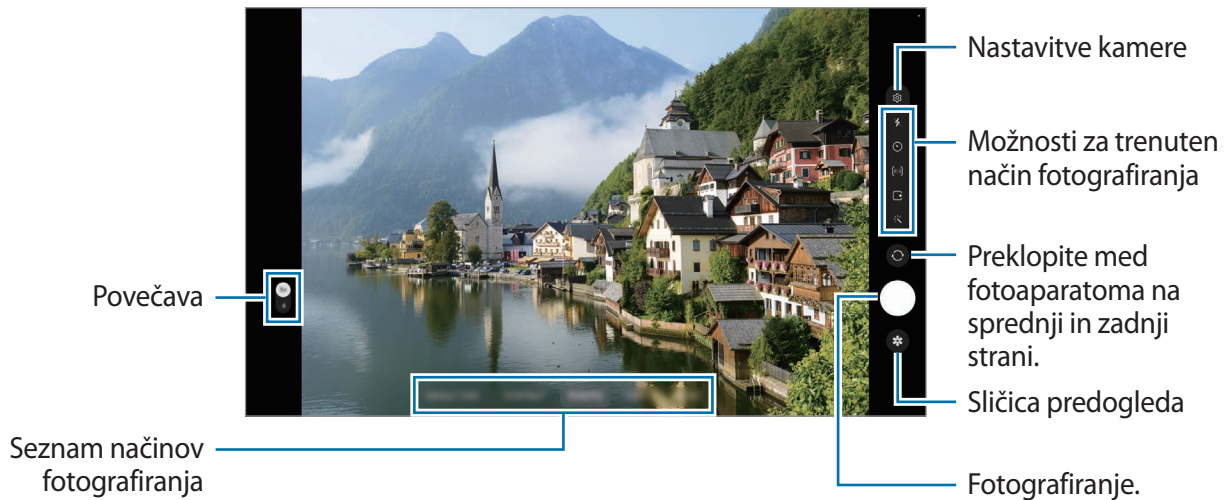 Nastavitve kamere
Možnosti za trenuten
način fotografiranja
Preklopite med
fotoaparatoma na
sprednji in zadnji
strani.
Povečava
Sličica predogleda
Seznam načinov
fotografiranja
Fotografiranje.